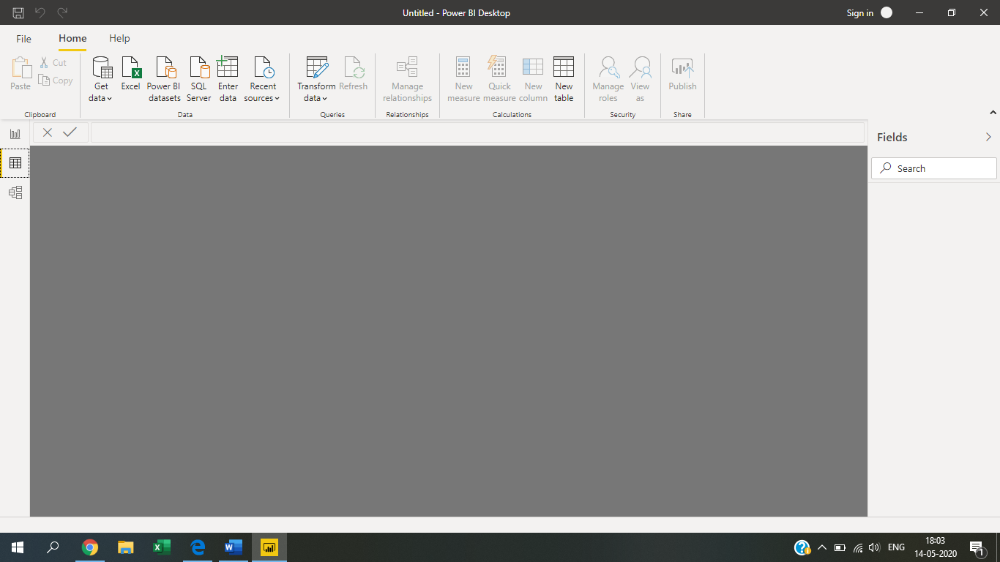 Untitled - Power BI Desktop
Sign in
File Home Help
Paste
Cut
Copy
Get data
Excel
Power BI datasets
SQL Server
Enter data
Recent sources
Transform data
Refresh
Manage relationships
New measure
Quick measure
New column
New table
Manage roles
View as
Publish
Clipboard Data Queries Relationships Calculations Security Share
Fields
Search
ENG
18:03
14-05-2020
1